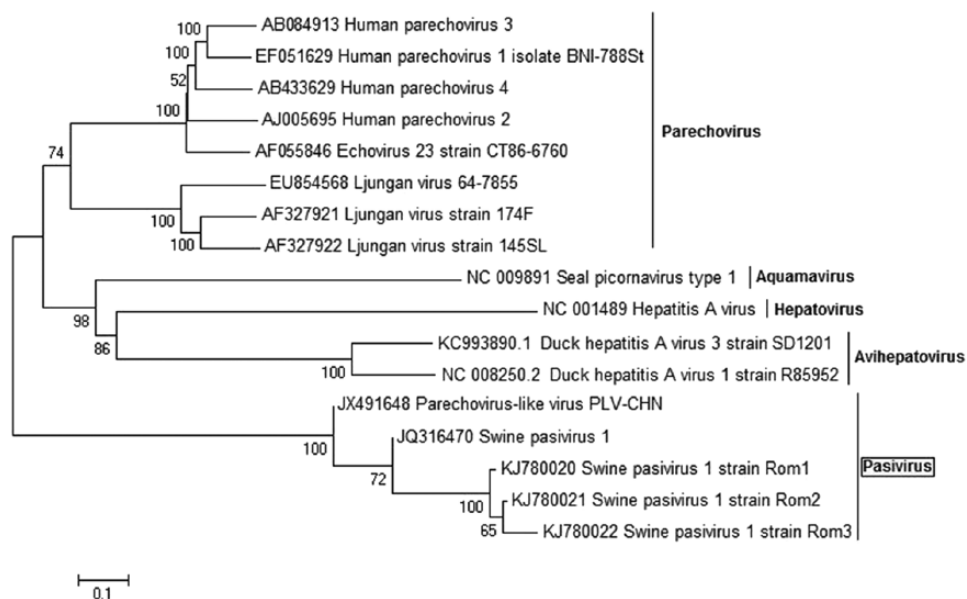 100
AB084913 Human parechovirus 3
100
EF051629 Human parechovirus 1 isolate BNI-788St
52
AB433629 Human parechovirus 4
100
AJ005695 Human parechovirus 2
Parechovirus
74
AF055846 Echovirus 23 strain CT86-6760
EU854568 Ljungan virus 64-7855
100
AF327921 Ljungan virus strain 174F
100
AF327922 Ljungan virus strain 145SL
NC 009891 Seal picornavirus type 1
Aquamavirus
98
NC 001489 Hepatitis A virus
Hepatovirus
86
KC993890.1 Duck hepatitis A virus 3 strain SD1201
Avihepatovirus
100
NC 008250.2 Duck hepatitis A virus 1 strain R85952
JX491648 Parechovirus-like virus PLV-CHN
100
JQ316470 Swine pasivirus 1
72
KJ780020 Swine pasivirus 1 strain Rom1
Pasivirus
100
KJ780021 Swine pasivirus 1 strain Rom2
65
KJ780022 Swine pasivirus 1 strain Rom3
0.1